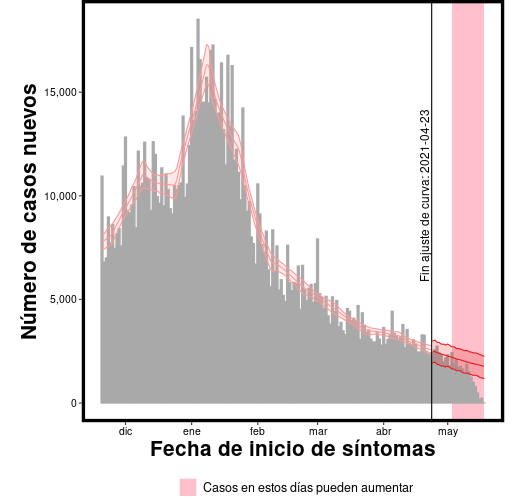 Número de casos nuevos
15,000
10,000
5,000
0
Fin ajuste de curva: 2021-04-23
dic ene feb mar abr may
Fecha de inicio de síntomas
Casos en estos días pueden aumentar